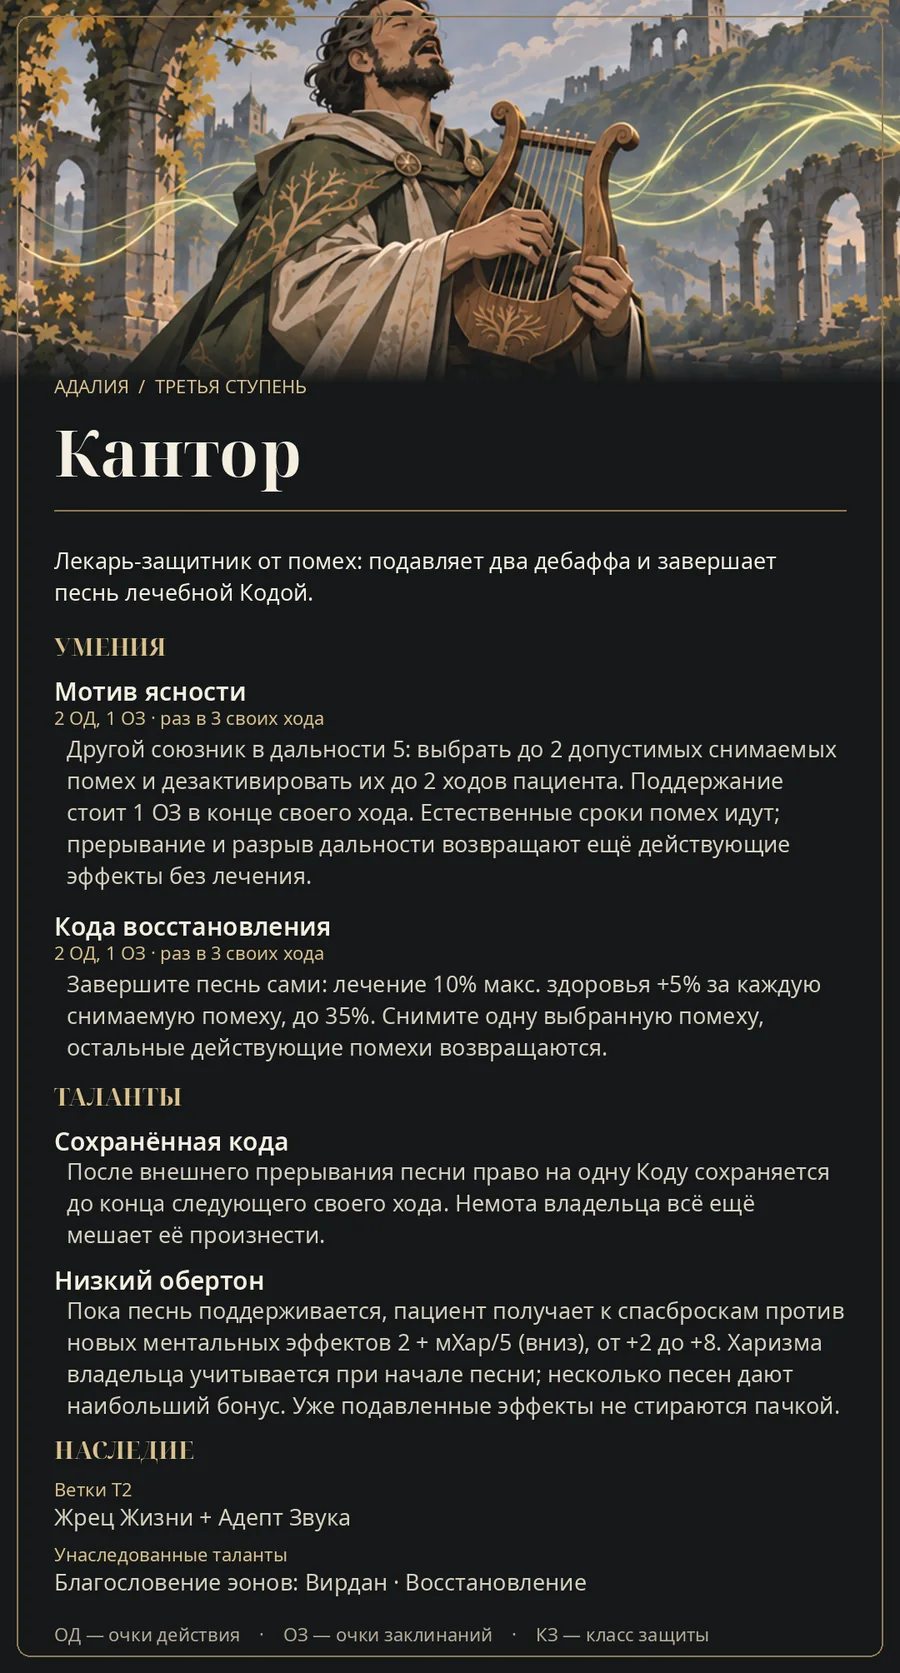 АДАЛИЯ / ТРЕТЬЯ СТУПЕНЬ
Кантор
Лекарь-защитник от помех: подавляет два дебаффа и завершает
песнь лечебной Кодой.
УМЕНИЯ
Мотив ясности
2 ОД, 1 ОЗ · раз в 3 своих хода
Другой союзник в дальности 5: выбрать до 2 допустимых снимаемых
помех и дезактивировать их до 2 ходов пациента. Поддержание
стоит 1 ОЗ в конце своего хода. Естественные сроки помех идут;
прерывание и разрыв дальности возвращают ещё действующие
эффекты без лечения.
Кода восстановления
2 ОД, 1 ОЗ · раз в 3 своих хода
Завершите песнь сами: лечение 10% макс. здоровья +5% за каждую
снимаемую помеху, до 35%. Снимите одну выбранную помеху,
остальные действующие помехи возвращаются.
ТАЛАНТЫ
Сохранённая кода
После внешнего прерывания песни право на одну Коду сохраняется
до конца следующего своего хода. Немота владельца всё ещё
мешает её произнести.
Низкий обертон
Пока песнь поддерживается, пациент получает к спасброскам против
новых ментальных эффектов 2 + мХар/5 (вниз), от +2 до +8. Харизма
владельца учитывается при начале песни; несколько песен дают
наибольший бонус. Уже подавленные эффекты не стираются пачкой.
НАСЛЕДИЕ
Ветки Т2
Жрец Жизни + Адепт Звука
Унаследованные таланты
Благословение эонов: Вирдан · Восстановление
ОД — очки действия · ОЗ — очки заклинаний · КЗ — класс защиты